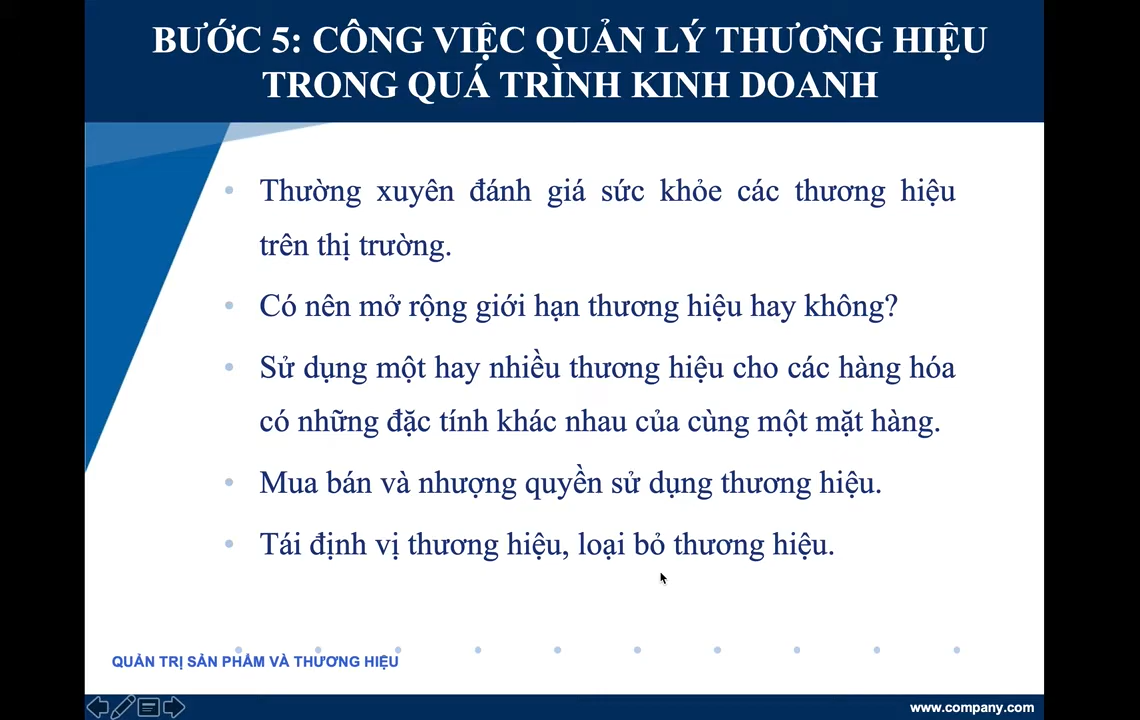 BƯỚC 5: CÔNG VIỆC QUẢN LÝ THƯƠNG HIỆU
TRONG QUÁ TRÌNH KINH DOANH
• Thường xuyên đánh giá sức khỏe các thương hiệu
trên thị trường.
• Có nên mở rộng giới hạn thương hiệu hay không?
• Sử dụng một hay nhiều thương hiệu cho các hàng hóa
có những đặc tính khác nhau của cùng một mặt hàng.
• Mua bán và nhượng quyền sử dụng thương hiệu.
• Tái định vị thương hiệu, loại bỏ thương hiệu.
QUẢN TRỊ SẢN PHẨM VÀ THƯƠNG HIỆU
www.company.com